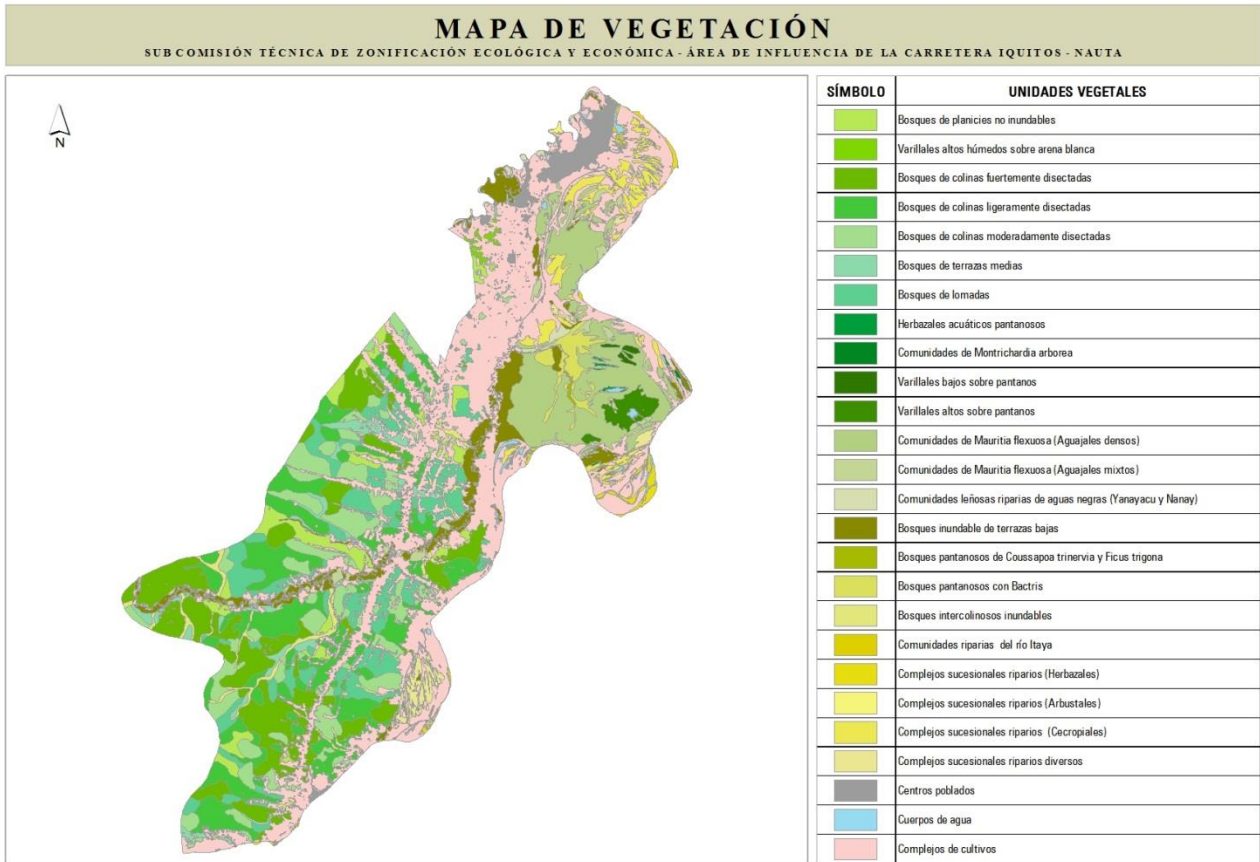 MAPA DE VEGETACIÓN
SUB COMISIÓN TÉCNICA DE ZONIFICACIÓN ECOLÓGICA Y ECONÓMICA - ÁREA DE INFLUENCIA DE LA CARRETERA IQUITOS - NAUTA
N
SÍMBOLO UNIDADES VEGETALES
Bosques de planicies no inundables
Varillales altos húmedos sobre arena blanca
Bosques de colinas fuertemente disectadas
Bosques de colinas ligeramente disectadas
Bosques de colinas moderadamente disectadas
Bosques de terrazas medias
Bosques de lomadas
Herbazales acuáticos pantanosos
Comunidades de Montrichardia arborea
Varillales bajos sobre pantanos
Varillales altos sobre pantanos
Comunidades de Mauritia flexuosa (Aguajales densos)
Comunidades de Mauritia flexuosa (Aguajales mixtos)
Comunidades leñosas riparias de aguas negras (Yanayacu y Nanay)
Bosques inundable de terrazas bajas
Bosques pantanosos de Coussapoa trinervia y Ficus trigona
Bosques pantanosos con Bactris
Bosques intercolinosos inundables
Comunidades riparias del río Itaya
Complejos sucesionales riparios (Herbazales)
Complejos sucesionales riparios (Arbustales)
Complejos sucesionales riparios (Cecropiales)
Complejos sucesionales riparios diversos
Centros poblados
Cuerpos de agua
Complejos de cultivos